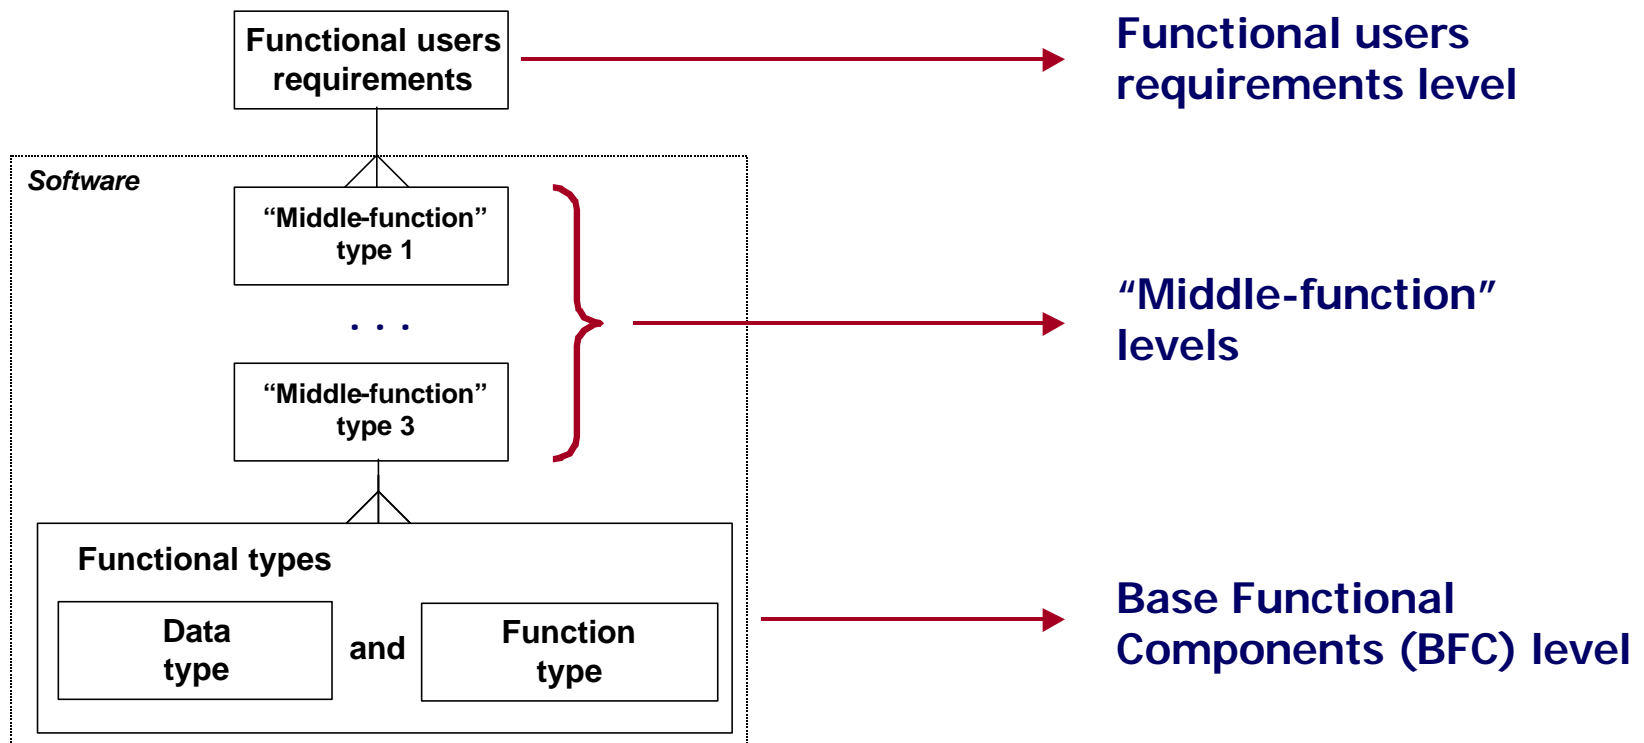 Functional users
requirements
Functional users
requirements level
Software
“Middle-function”
type 1
. . .
“Middle-function”
levels
“Middle-function”
type 3
Functional types
Data
type
and
Function
type
Base Functional
Components (BFC) level